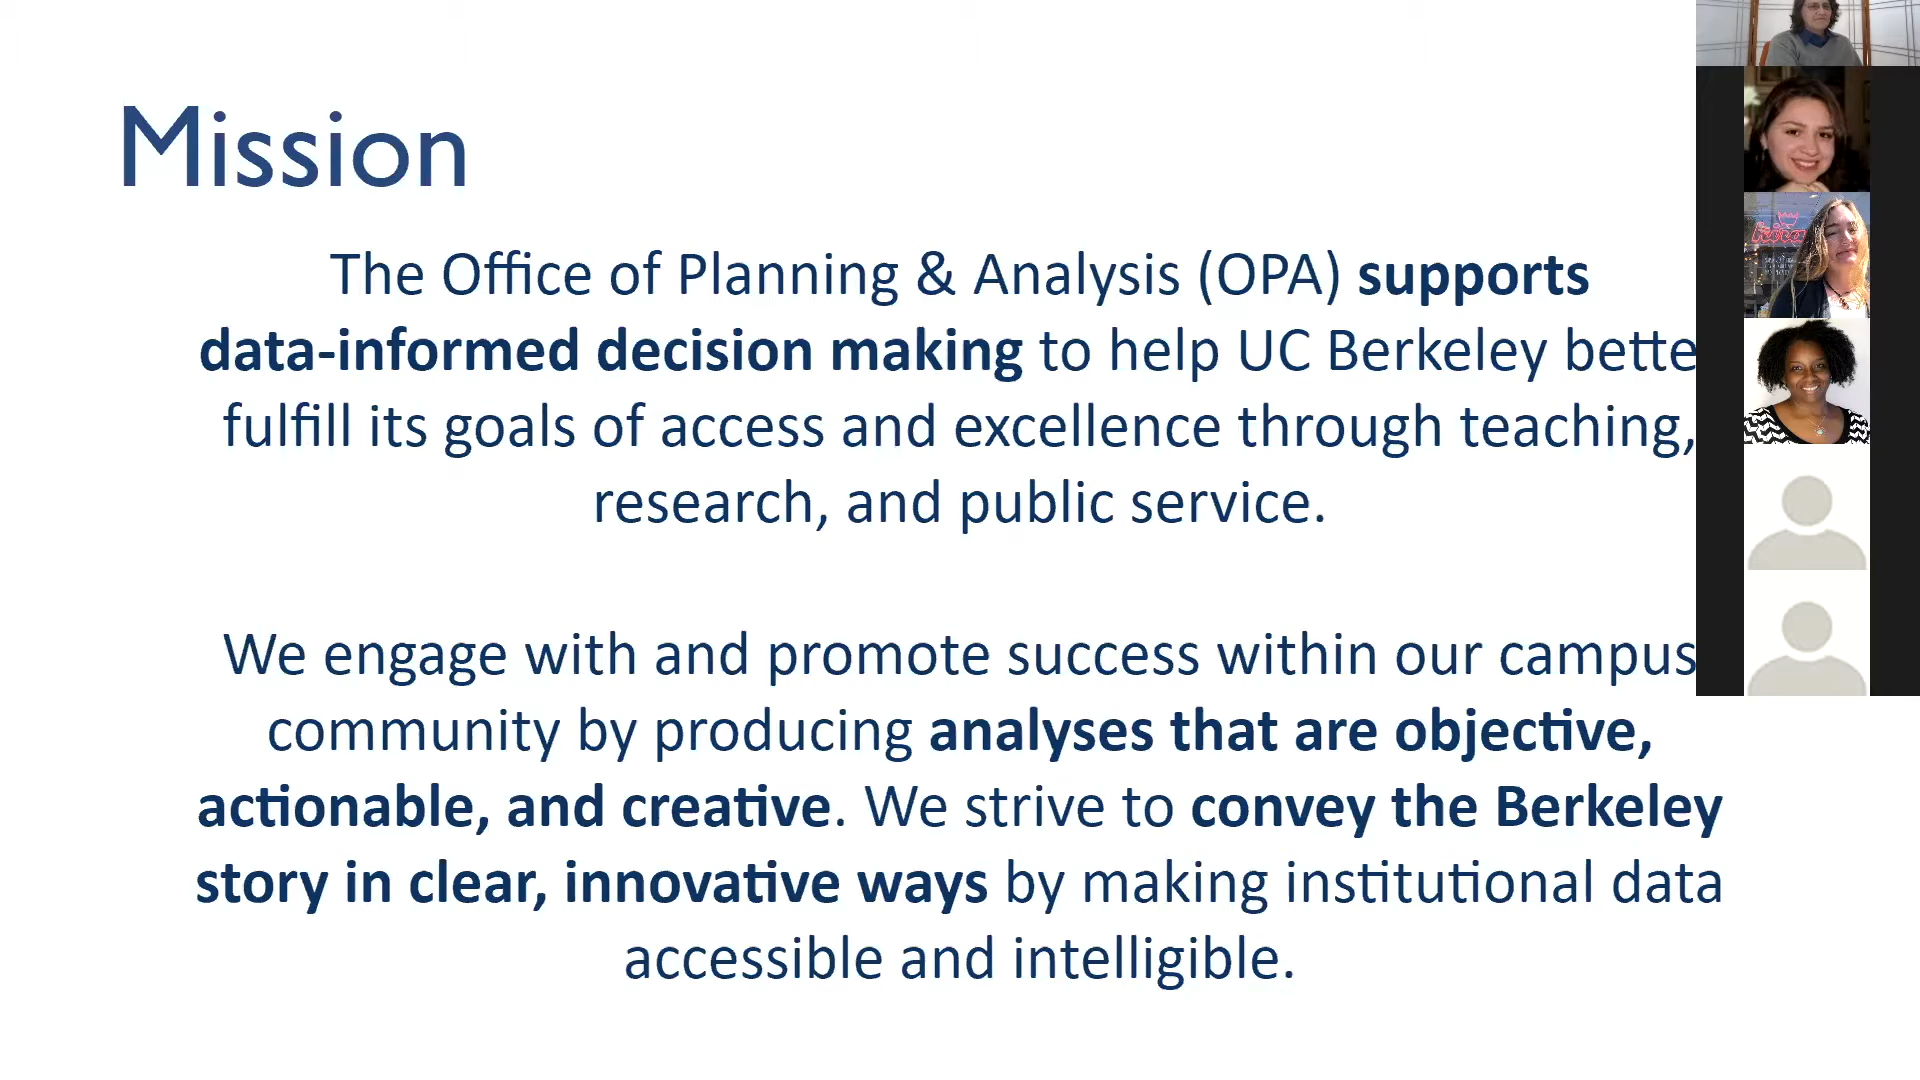 Mission
The Office of Planning & Analysis (OPA) supports
data-informed decision making to help UC Berkeley bette
fulfill its goals of access and excellence through teaching,
research, and public service.
We engage with and promote success within our campus
community by producing analyses that are objective,
actionable, and creative. We strive to convey the Berkeley
story in clear, innovative ways by making institutional data
accessible and intelligible.